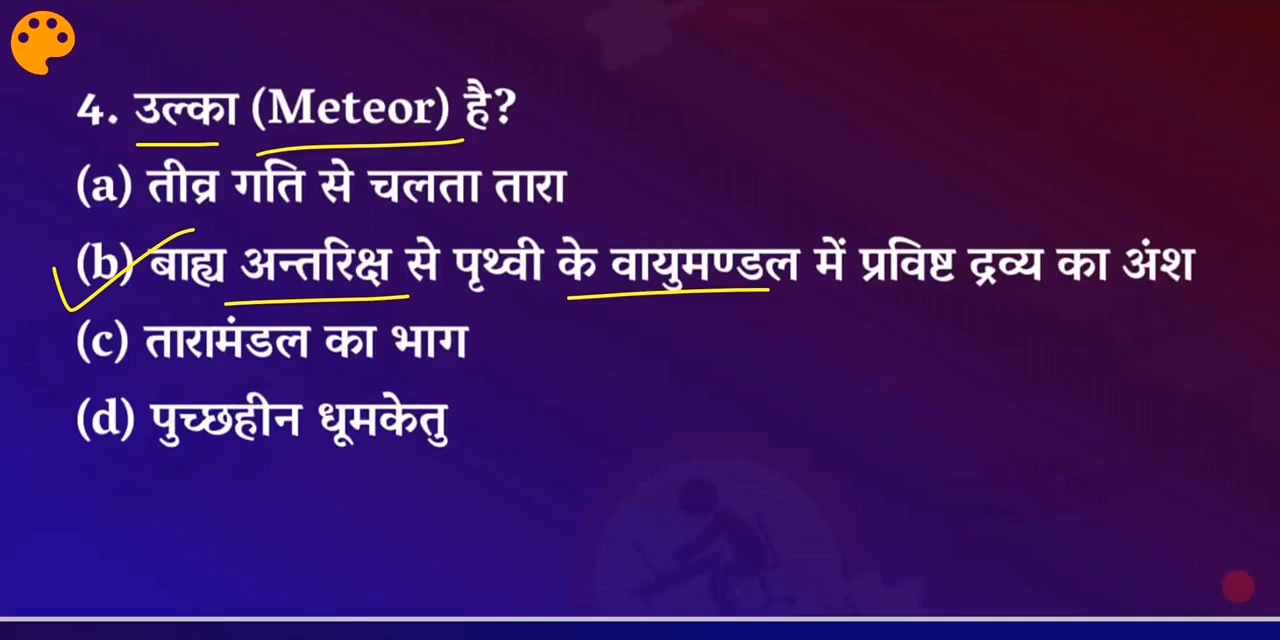 4. उल्का (Meteor) है?
(a) तीव्र गति से चलता तारा
(b) बाह्य अन्तरिक्ष से पृथ्वी के वायुमण्डल में प्रविष्ट द्रव्य का अंश
(c) तारामंडल का भाग
(d) पुच्छहीन धूमकेतु